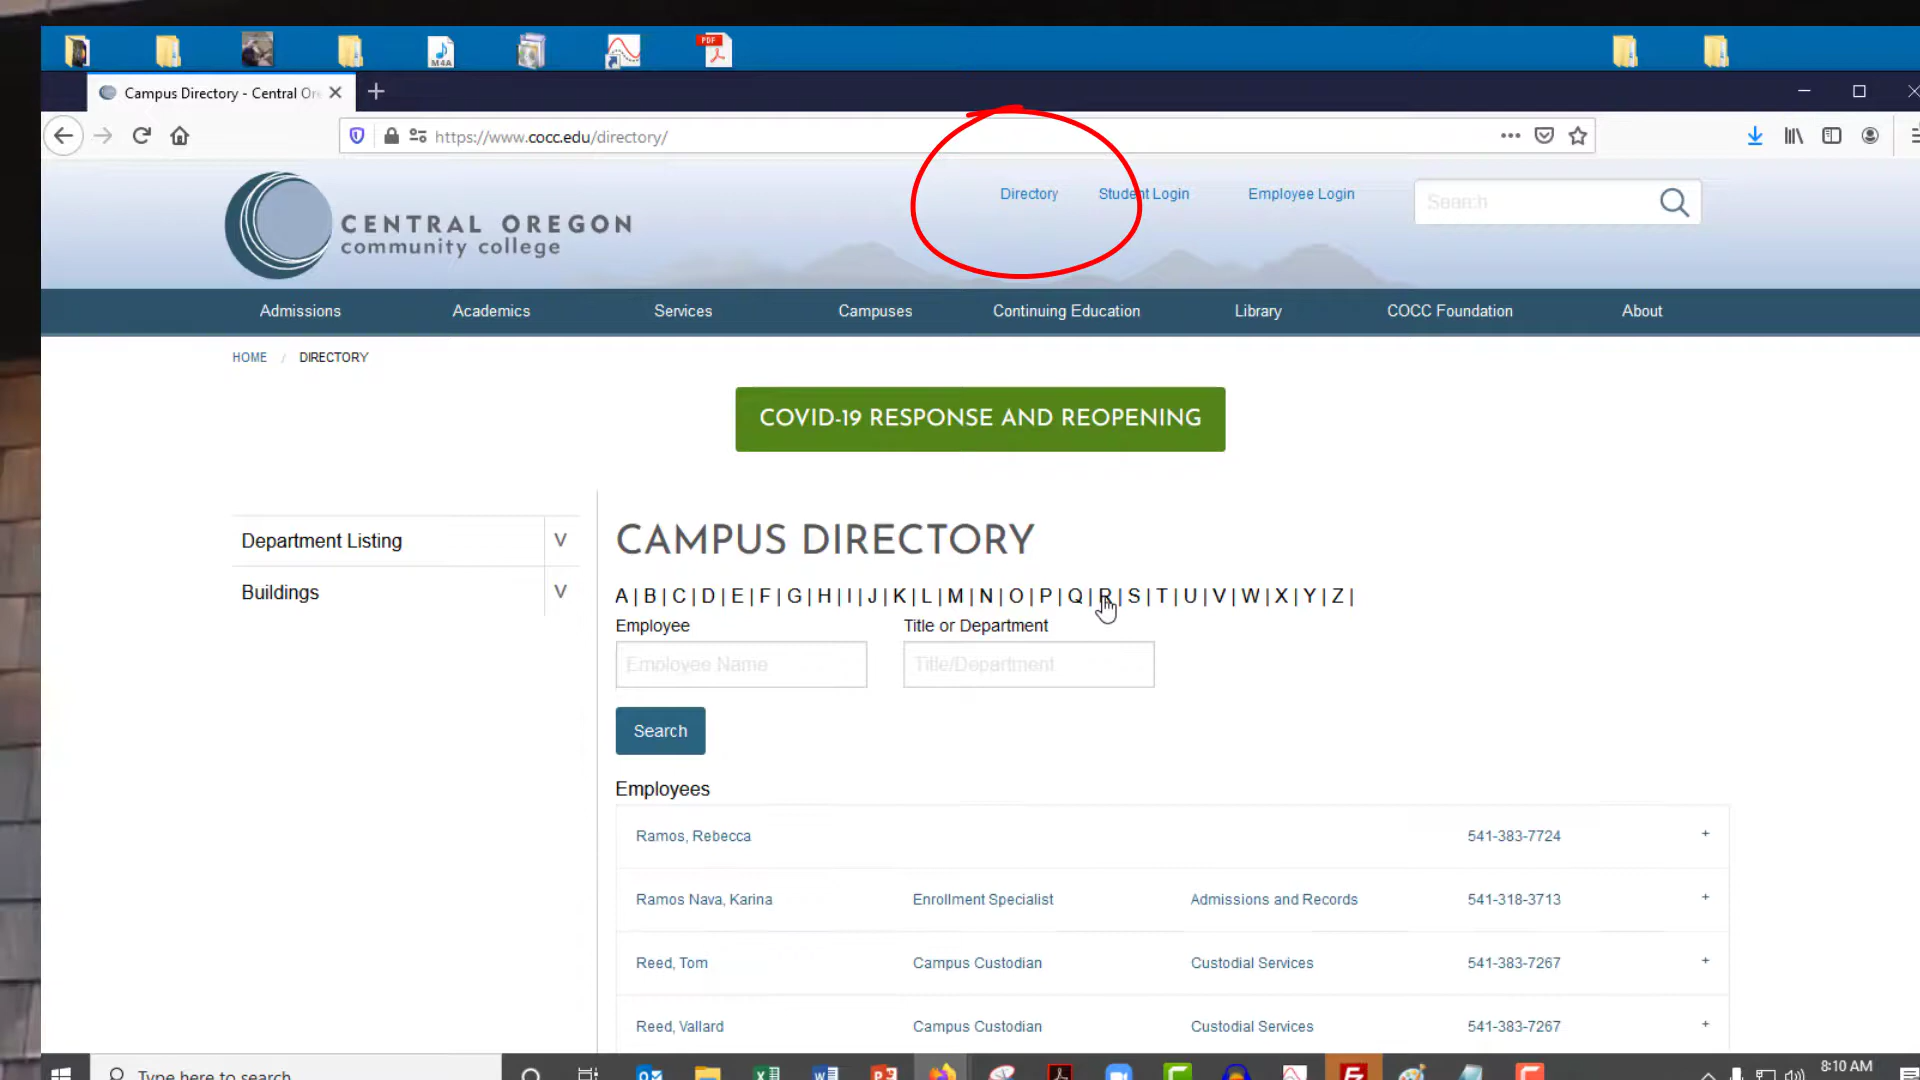 M4A
PDF
Campus Directory - Central Ore
https://www.cocc.edu/directory/
Directory
Student Login
Employee Login
Search
CENTRAL OREGON
community college
Admissions
Academics
Services
Campuses
Continuing Education
Library
COCC Foundation
About
HOME / DIRECTORY
COVID-19 RESPONSE AND REOPENING
Department Listing V
Buildings V
CAMPUS DIRECTORY
A | B | C | D | E | F | G | H | I | J | K | L | M | N | O | P | Q | R | S | T | U | V | W | X | Y | Z |
Employee
Title or Department
Employee Name
Title/Department
Search
Employees
Ramos, Rebecca 541-383-7724 +
Ramos Nava, Karina Enrollment Specialist Admissions and Records 541-318-3713 +
Reed, Tom Campus Custodian Custodial Services 541-383-7267 +
Reed, Vallard Campus Custodian Custodial Services 541-383-7267 +
Type here to search
8:10 AM